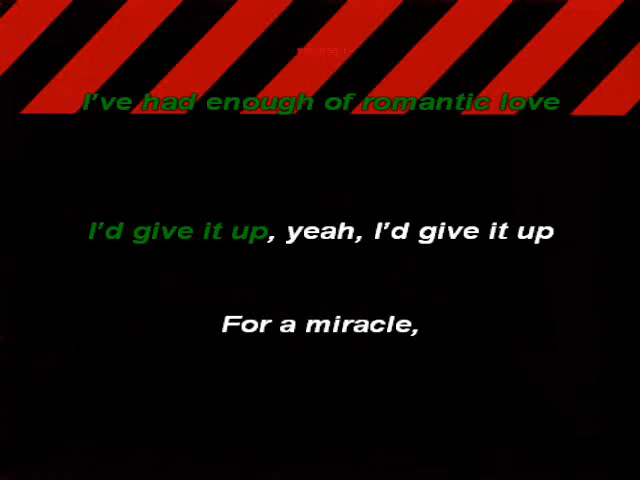 I've had enough of romantic love
I'd give it up, yeah, I'd give it up
For a miracle,